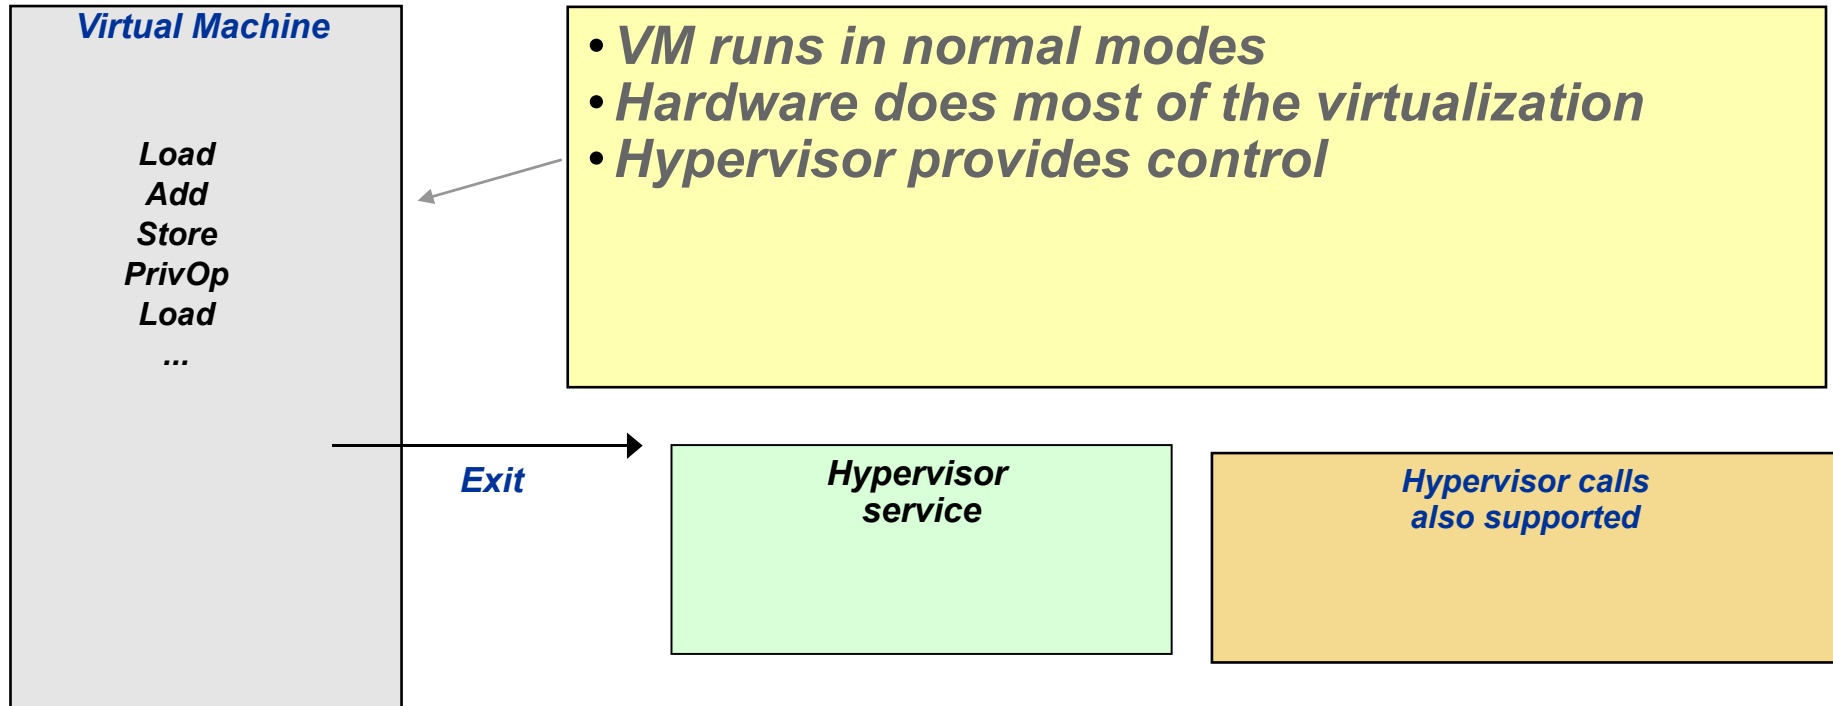 Virtual Machine
Load
Add
Store
PrivOp
Load
...
• VM runs in normal modes
• Hardware does most of the virtualization
• Hypervisor provides control
Exit
Hypervisor
service
Hypervisor calls
also supported